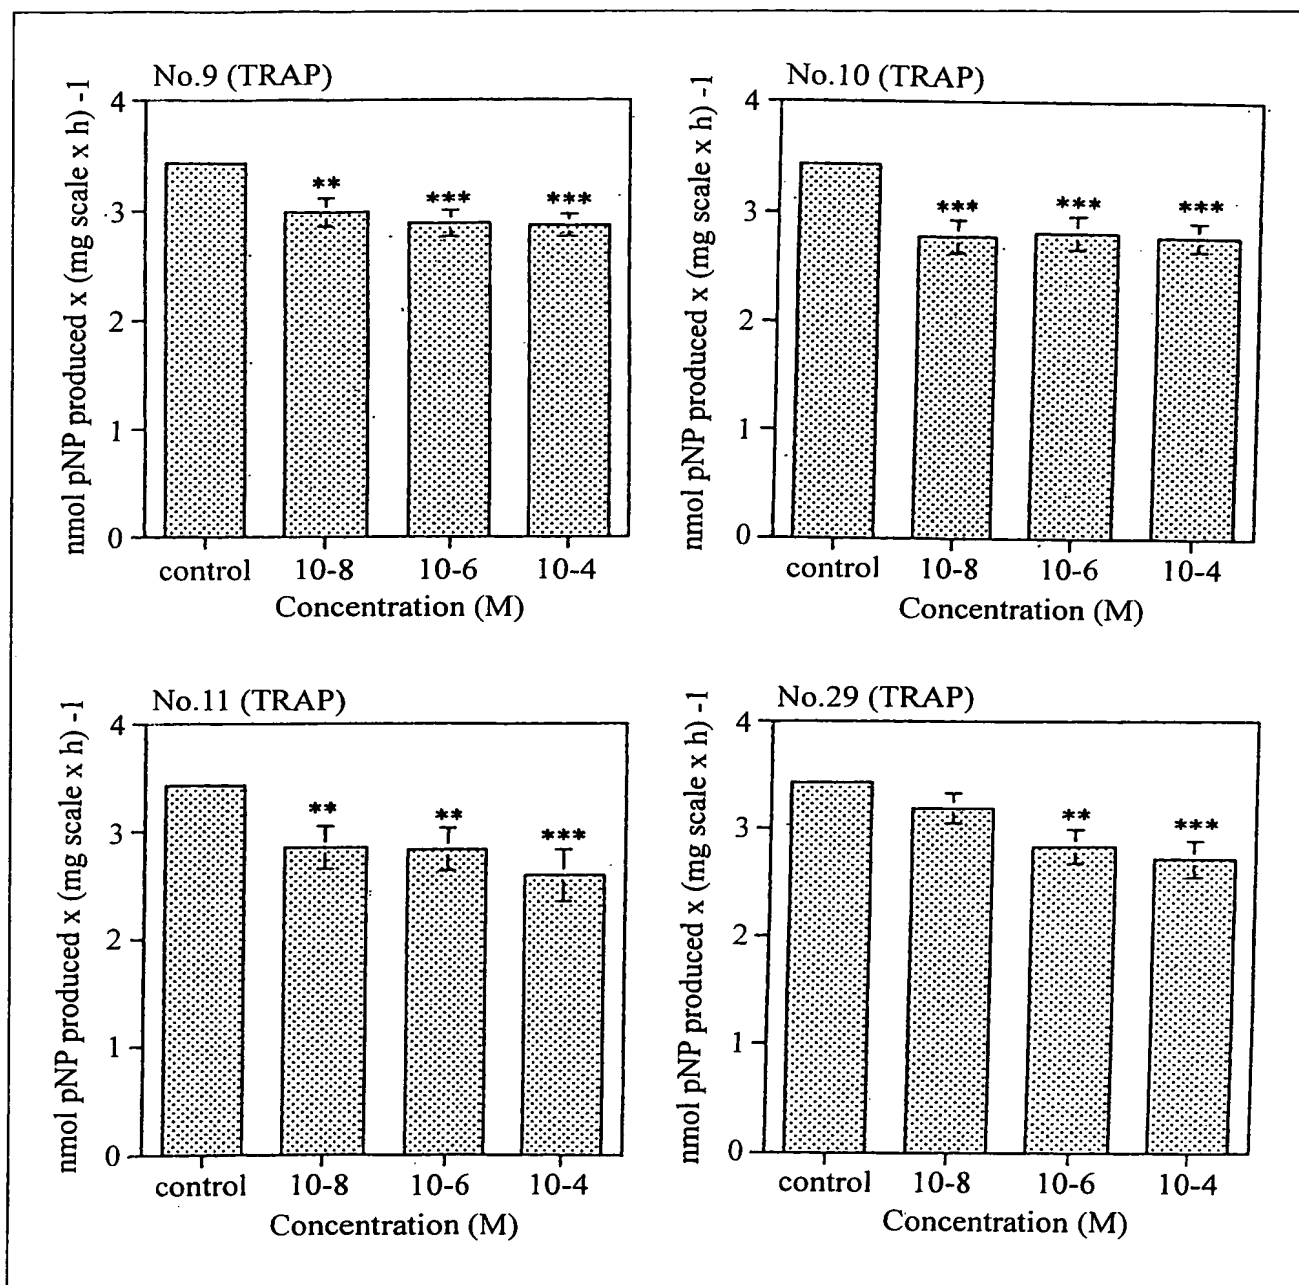 No.9 (TRAP)
nmol pNP produced x (mg scale x h) -1
4
3
2
1
0
**
***
***
control 10-8 10-6 10-4
Concentration (M)
No.10 (TRAP)
nmol pNP produced x (mg scale x h) -1
4
3
2
1
0
***
***
***
control 10-8 10-6 10-4
Concentration (M)
No.11 (TRAP)
nmol pNP produced x (mg scale x h) -1
4
3
2
1
0
**
**
***
control 10-8 10-6 10-4
Concentration (M)
No.29 (TRAP)
nmol pNP produced x (mg scale x h) -1
4
3
2
1
0
**
***
control 10-8 10-6 10-4
Concentration (M)